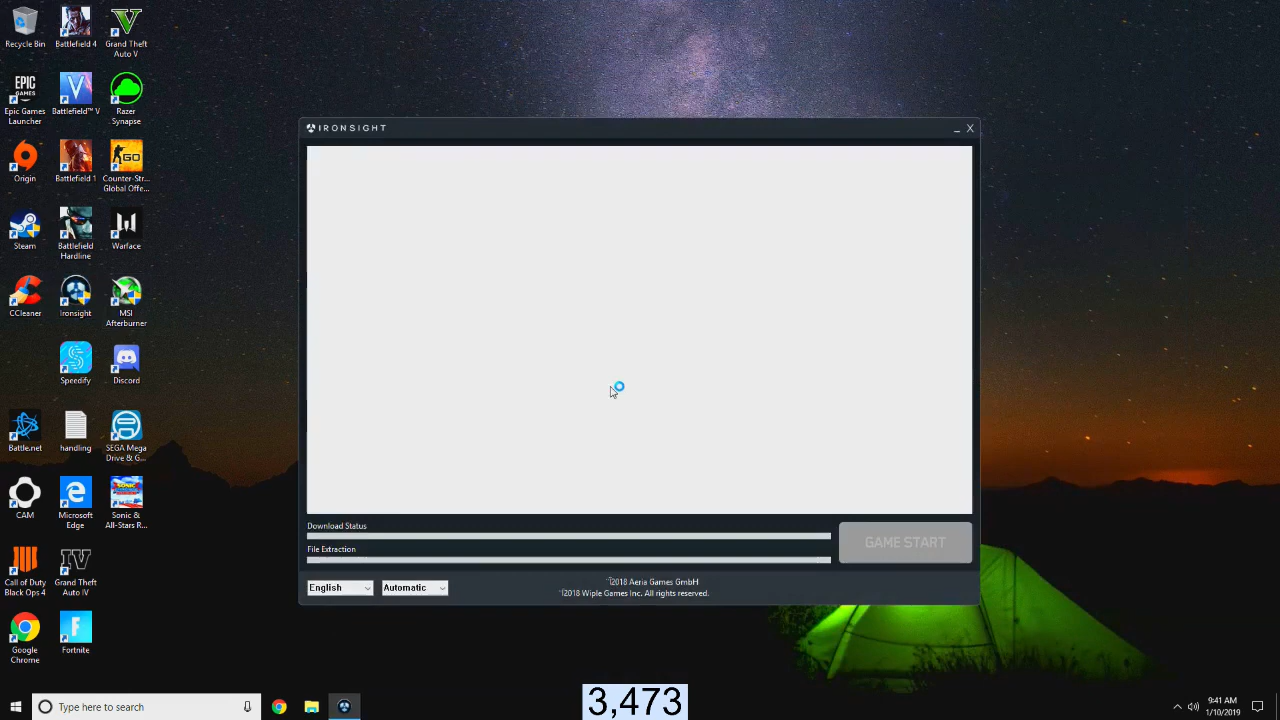 Recycle Bin
Battlefield 4
Grand Theft
Auto V
EPIC
GAMES
Epic Games
Launcher
Battlefield™ V
Razer
Synapse
Origin
Battlefield 1
GO
Counter-Str...
Global Offe...
Steam
Battlefield
Hardline
Warface
CCleaner
Ironsight
MSI
Afterburner
Speedify
Discord
Battle.net
handling
SEGA Mega
Drive & G...
CAM
Microsoft
Edge
Sonic &
All-Stars R...
Call of Duty
Black Ops 4
IV
Grand Theft
Auto IV
Google
Chrome
Fortnite
IRONSIGHT
_ X
Download Status
File Extraction
GAME START
English
Automatic
2018 Aeria Games GmbH
2018 Wiple Games Inc. All rights reserved.
Type here to search
3,473
9:41 AM
1/10/2019